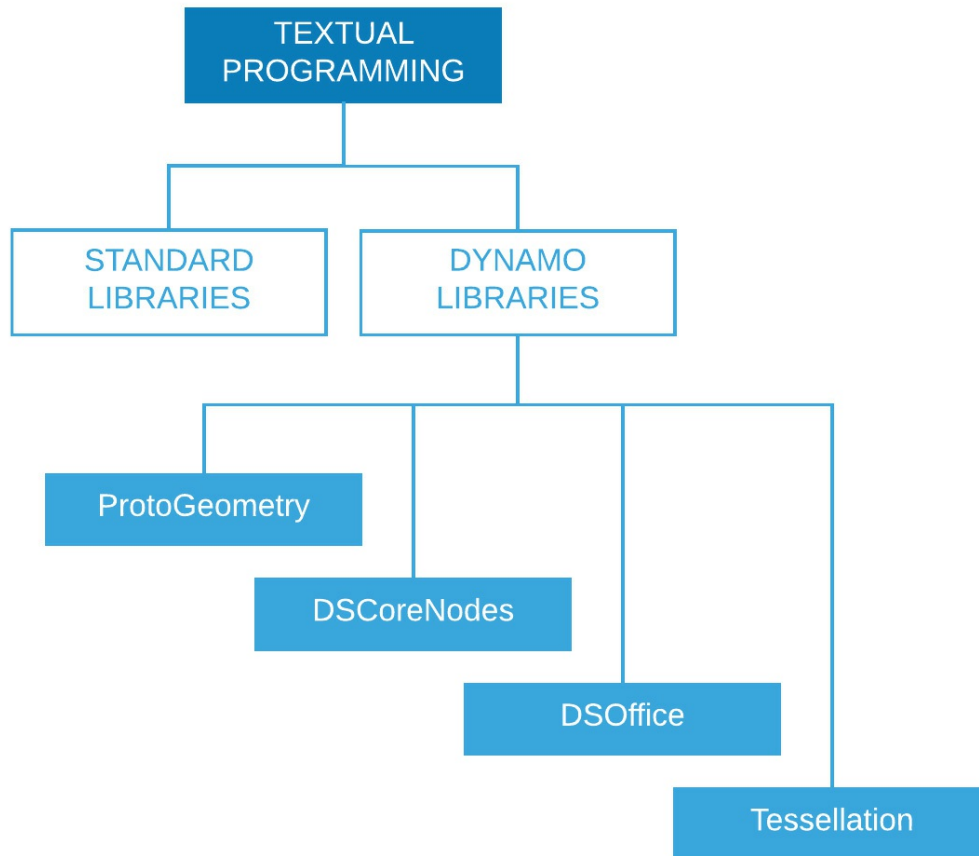 TEXTUAL
PROGRAMMING
STANDARD
LIBRARIES
DYNAMO
LIBRARIES
ProtoGeometry
DSCoreNodes
DSOffice
Tessellation